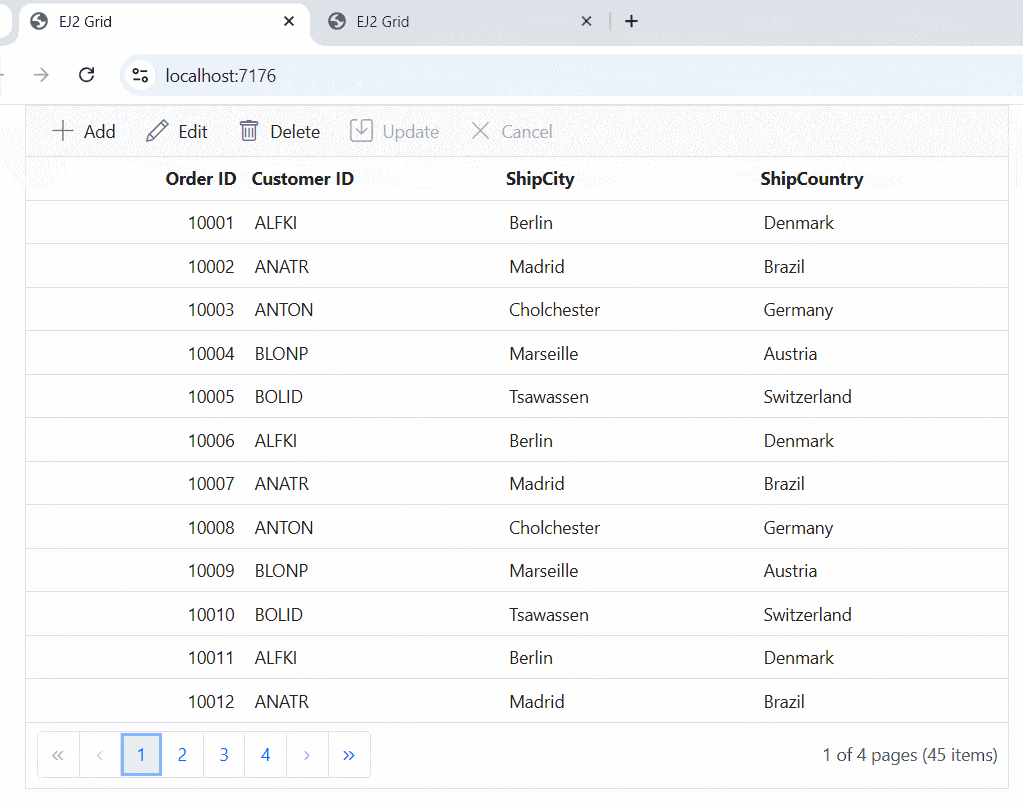 EJ2 Grid EJ2 Grid
localhost:7176
Add Edit Delete Update Cancel
Order ID Customer ID ShipCity ShipCountry
10001 ALFKI Berlin Denmark
10002 ANATR Madrid Brazil
10003 ANTON Cholchester Germany
10004 BLONP Marseille Austria
10005 BOLID Tsawassen Switzerland
10006 ALFKI Berlin Denmark
10007 ANATR Madrid Brazil
10008 ANTON Cholchester Germany
10009 BLONP Marseille Austria
10010 BOLID Tsawassen Switzerland
10011 ALFKI Berlin Denmark
10012 ANATR Madrid Brazil
« ‹ 1 2 3 4 › » 1 of 4 pages (45 items)